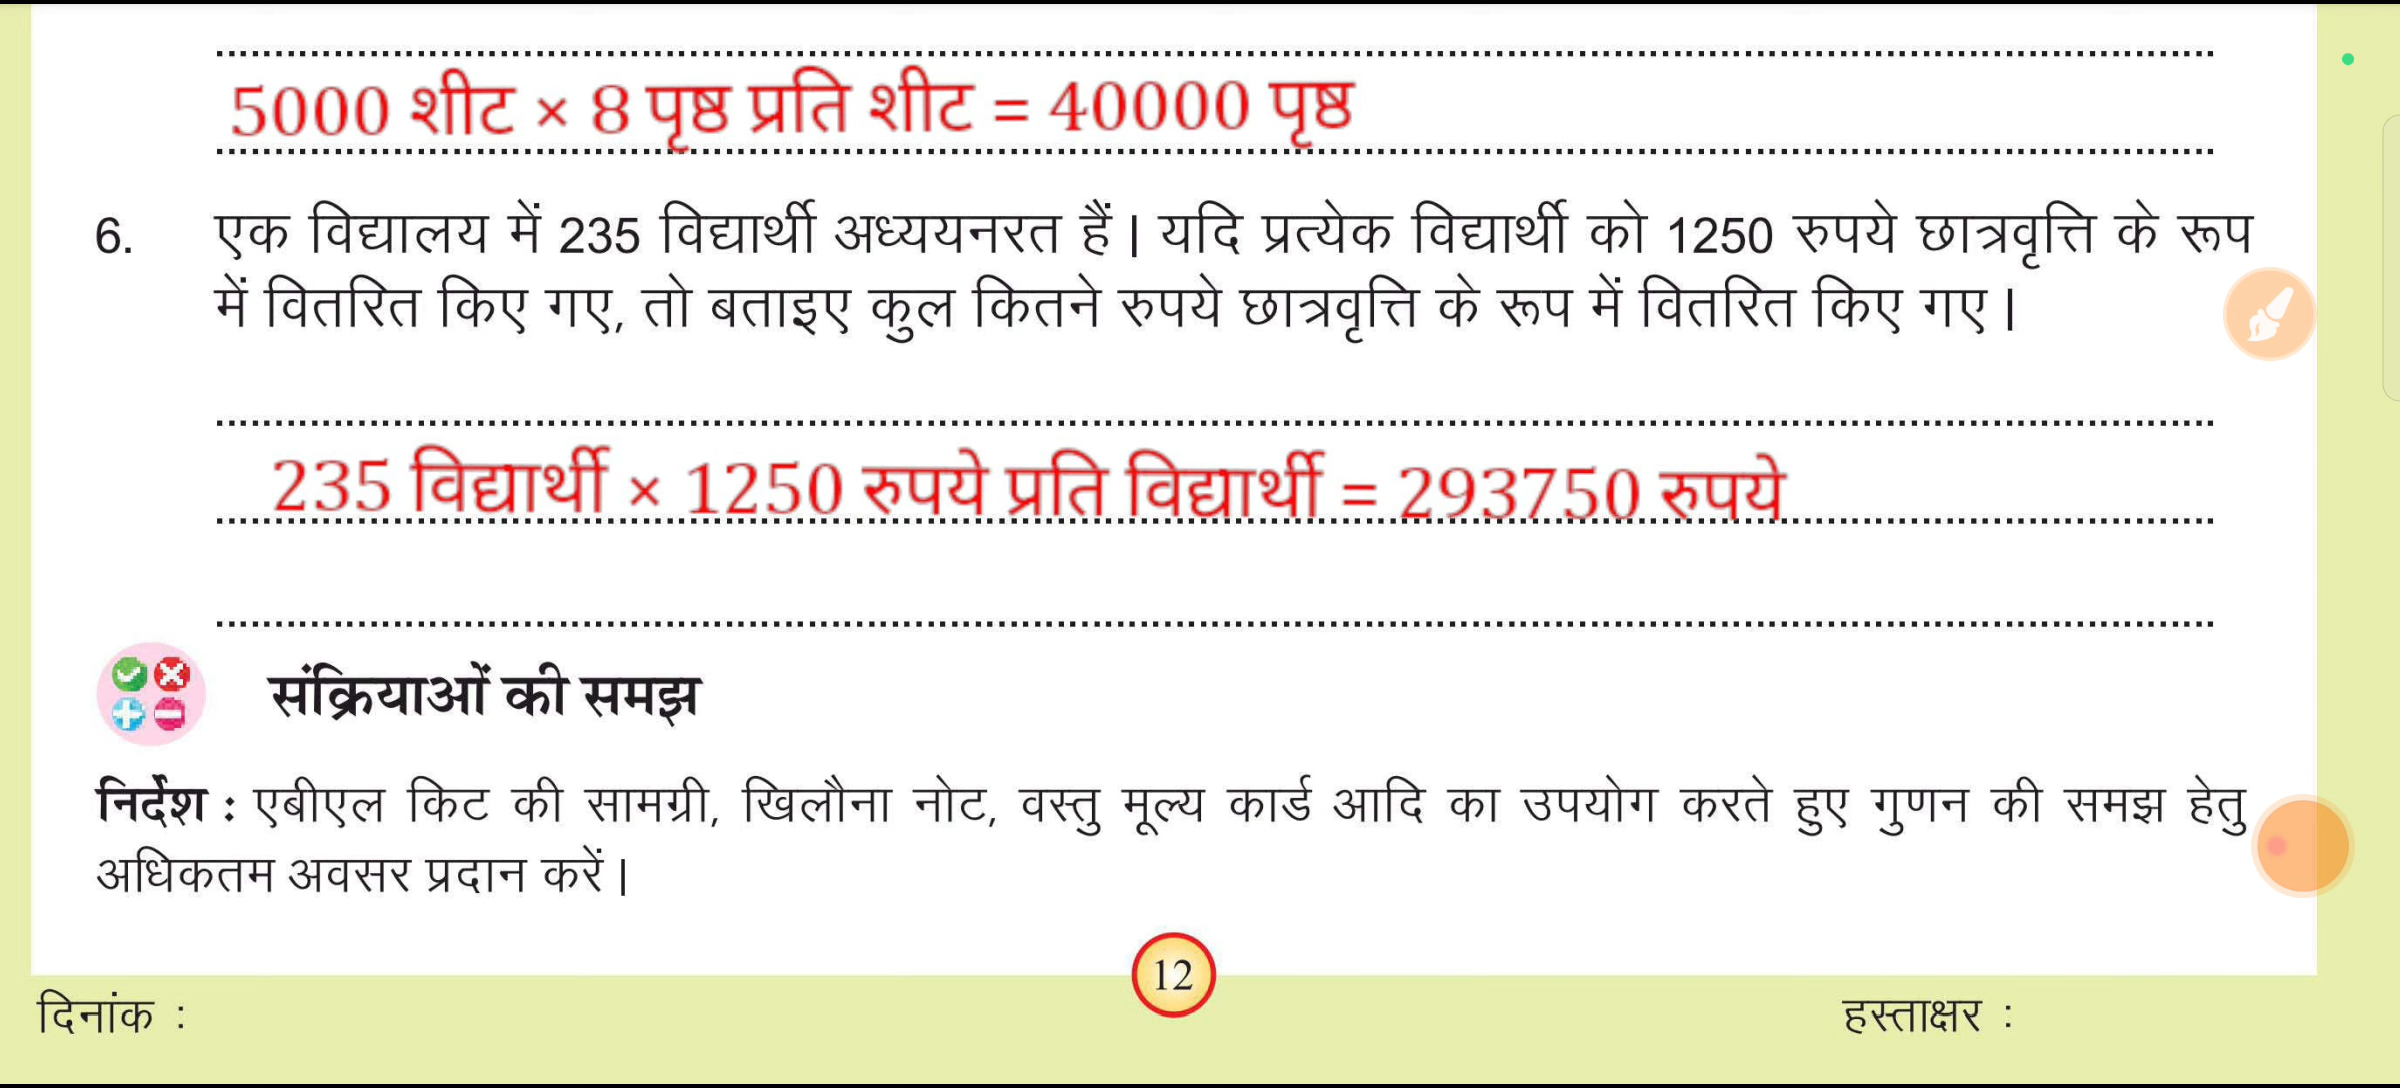 5000 शीट × 8 पृष्ठ प्रति शीट = 40000 पृष्ठ
6. एक विद्यालय में 235 विद्यार्थी अध्ययनरत हैं। यदि प्रत्येक विद्यार्थी को 1250 रुपये छात्रवृत्ति के रूप
में वितरित किए गए, तो बताइए कुल कितने रुपये छात्रवृत्ति के रूप में वितरित किए गए।
235 विद्यार्थी × 1250 रुपये प्रति विद्यार्थी = 293750 रुपये
संक्रियाओं की समझ
निर्देश : एबीएल किट की सामग्री, खिलौना नोट, वस्तु मूल्य कार्ड आदि का उपयोग करते हुए गुणन की समझ हेतु
अधिकतम अवसर प्रदान करें।
12
दिनांक :
हस्ताक्षर :